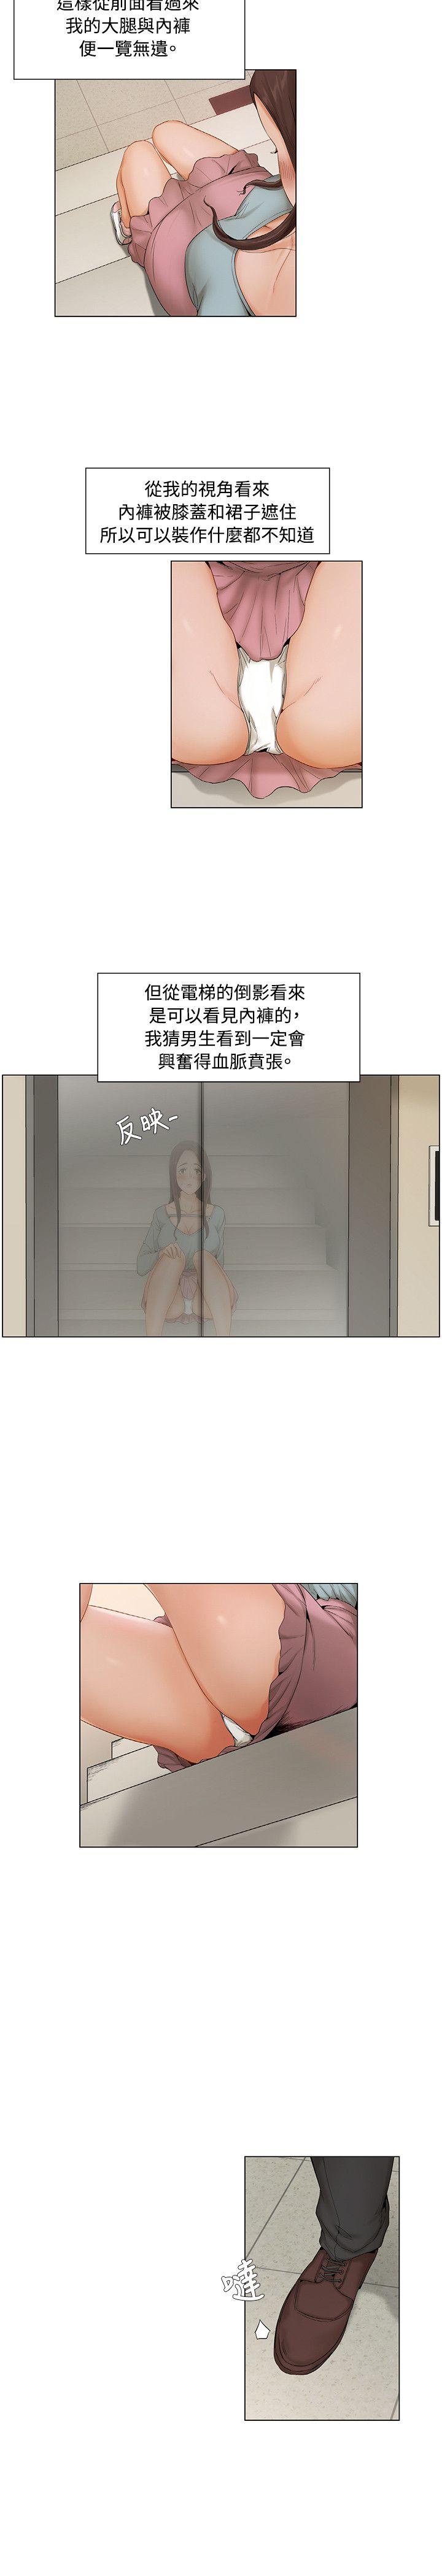 這樣從前面看過來
我的大腿與內褲
便一覽無遺。
從我的視角看來
內褲被膝蓋和裙子遮住
所以可以裝作什麼都不知道
但從電梯的倒影看來
是可以看見內褲的，
我猜男生看到一定會
興奮得血脈賁張。
反映~
噠